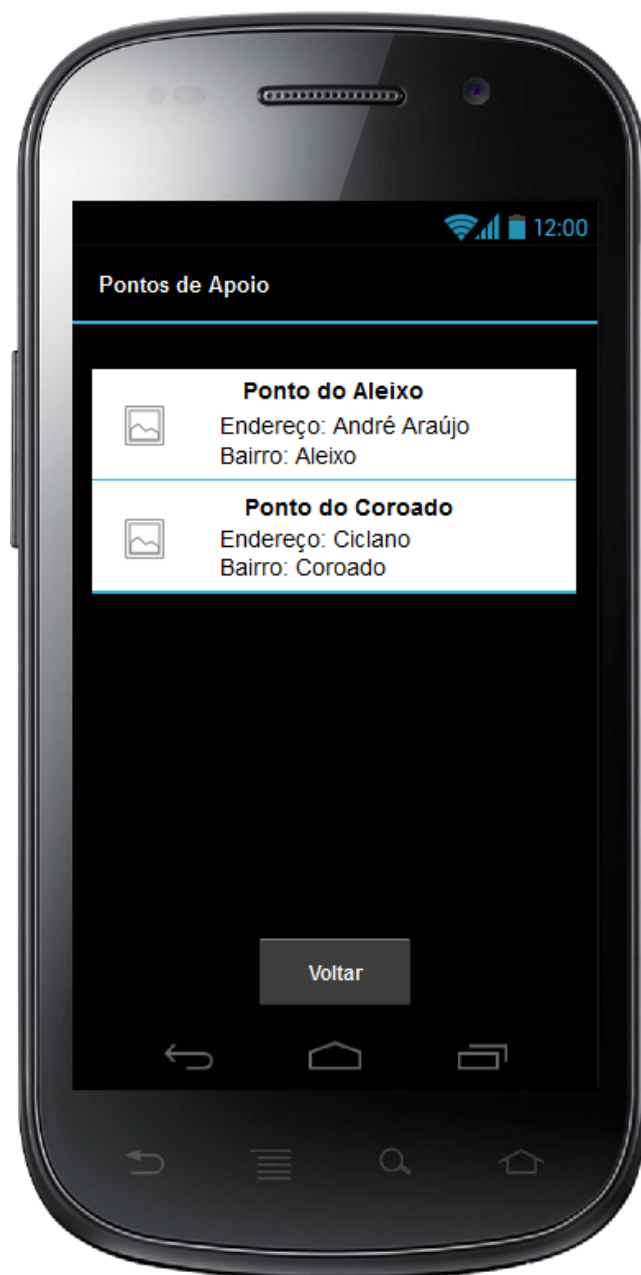 12:00
Pontos de Apoio
Ponto do Aleixo
Endereço: André Araújo
Bairro: Aleixo
Ponto do Coroado
Endereço: Ciclano
Bairro: Coroado
Voltar